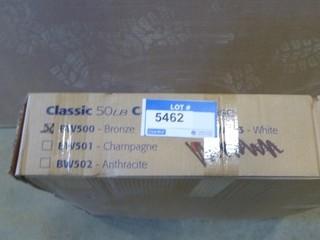 Classic 50LB C
LOT #
5462
BW500 - Bronze - White
BW501 - Champagne
BW502 - Anthracite